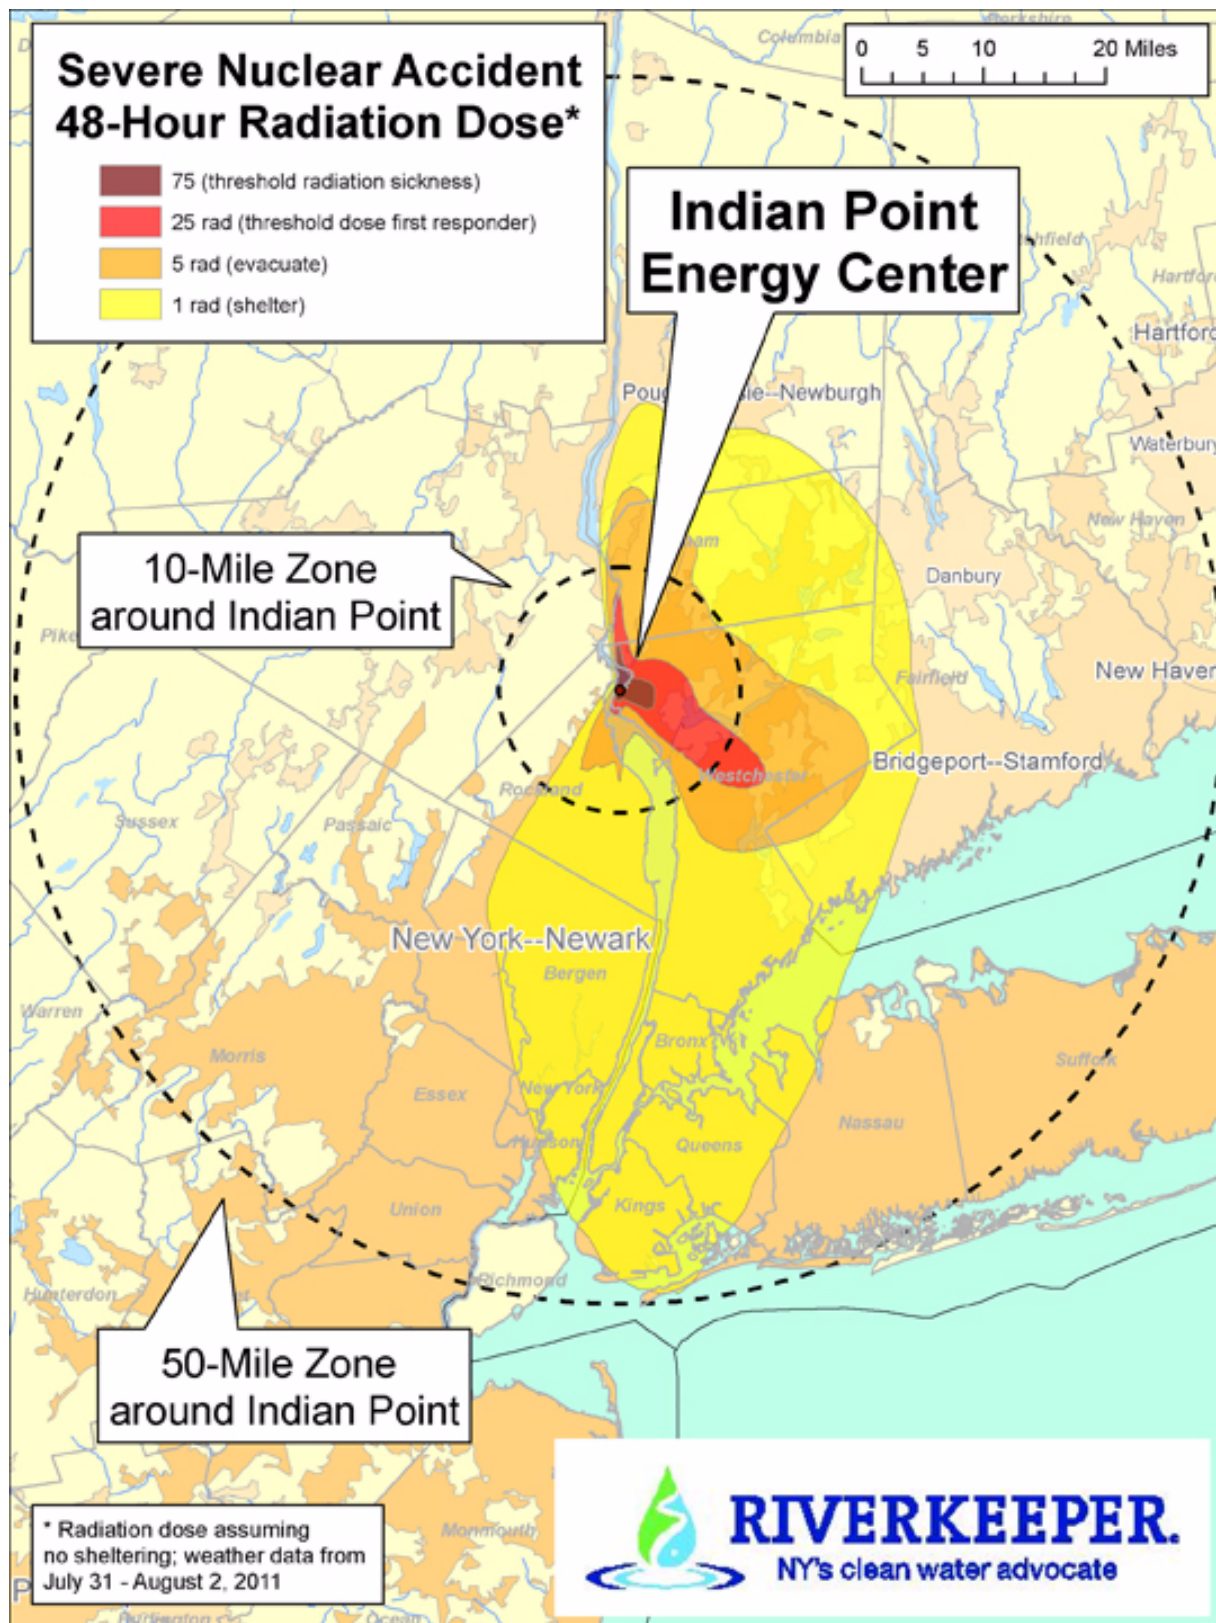 Severe Nuclear Accident
48-Hour Radiation Dose*
75 (threshold radiation sickness)
25 rad (threshold dose first responder)
5 rad (evacuate)
1 rad (shelter)
Columbia
0 5 10 20 Miles
Indian Point
Energy Center
Hartford
Hartford
Waterbury
New Haven
Danbury
10-Mile Zone
around Indian Point
New Haven
Fairfield
Bridgeport--Stamford
Westchester
Rockland
Sussex
Passaic
New York--Newark
Bergen
Warren
Morris
Bronx
Suffolk
Essex
New York
Nassau
Hudson
Queens
Union
Kings
Richmond
Hunterdon
50-Mile Zone
around Indian Point
* Radiation dose assuming
no sheltering; weather data from
July 31 - August 2, 2011
Monmouth
Ocean
RIVERKEEPER.
NY's clean water advocate